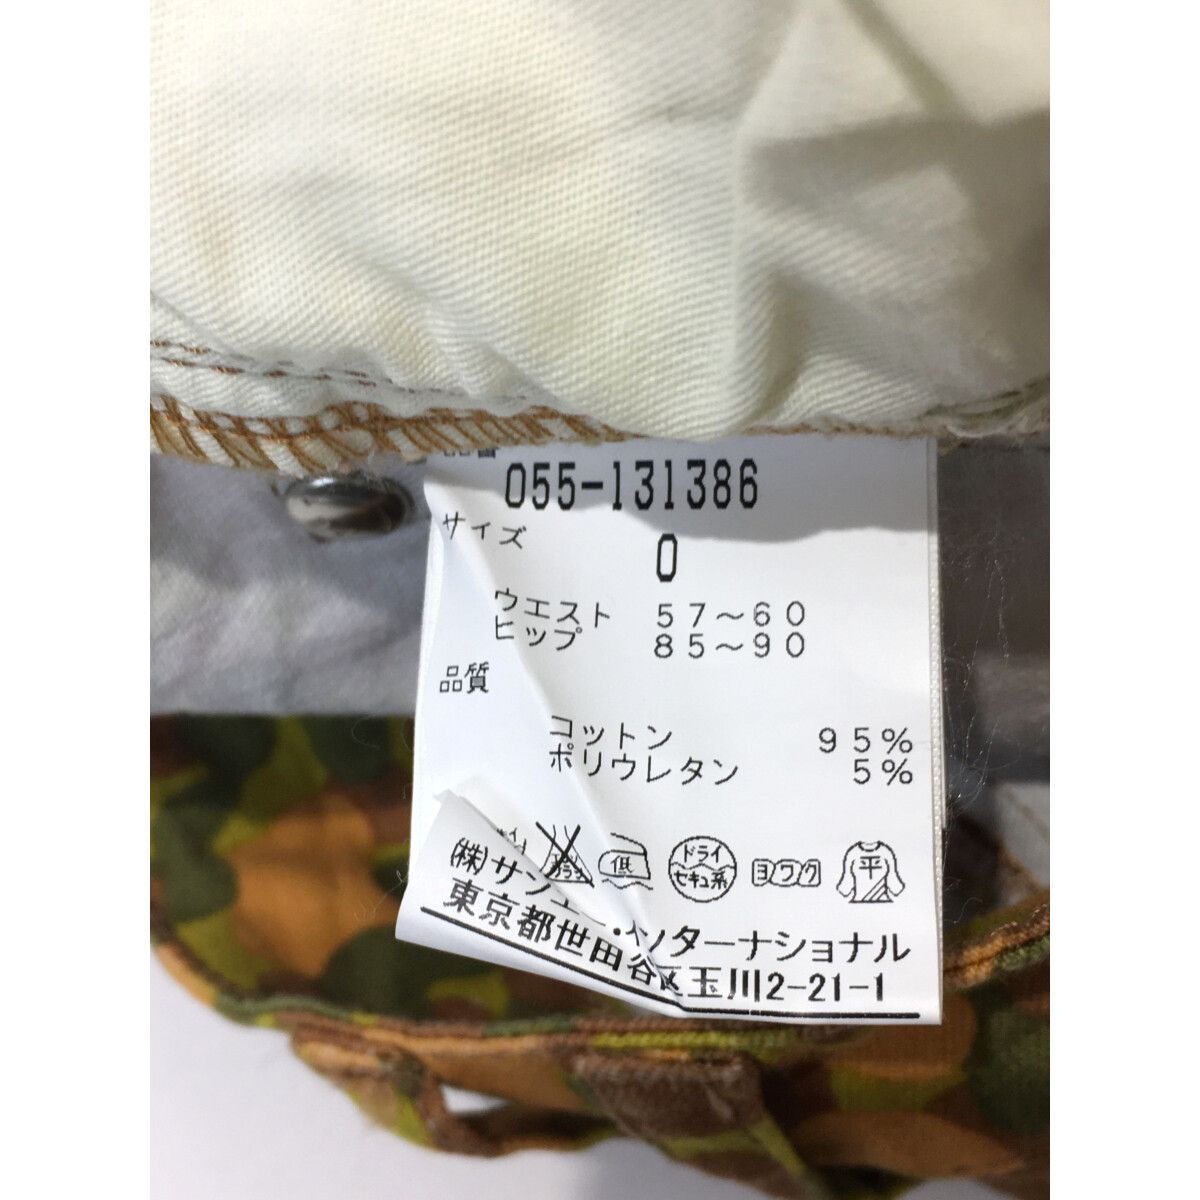 055-131386
サイズ
0
ウエスト 57～60
ヒップ 85～90
品質
コットン 95%
ポリウレタン 5%
低 ドライ セキユ系 ヨワク 平
(株)サンエー・インターナショナル
東京都世田谷区玉川2-21-1